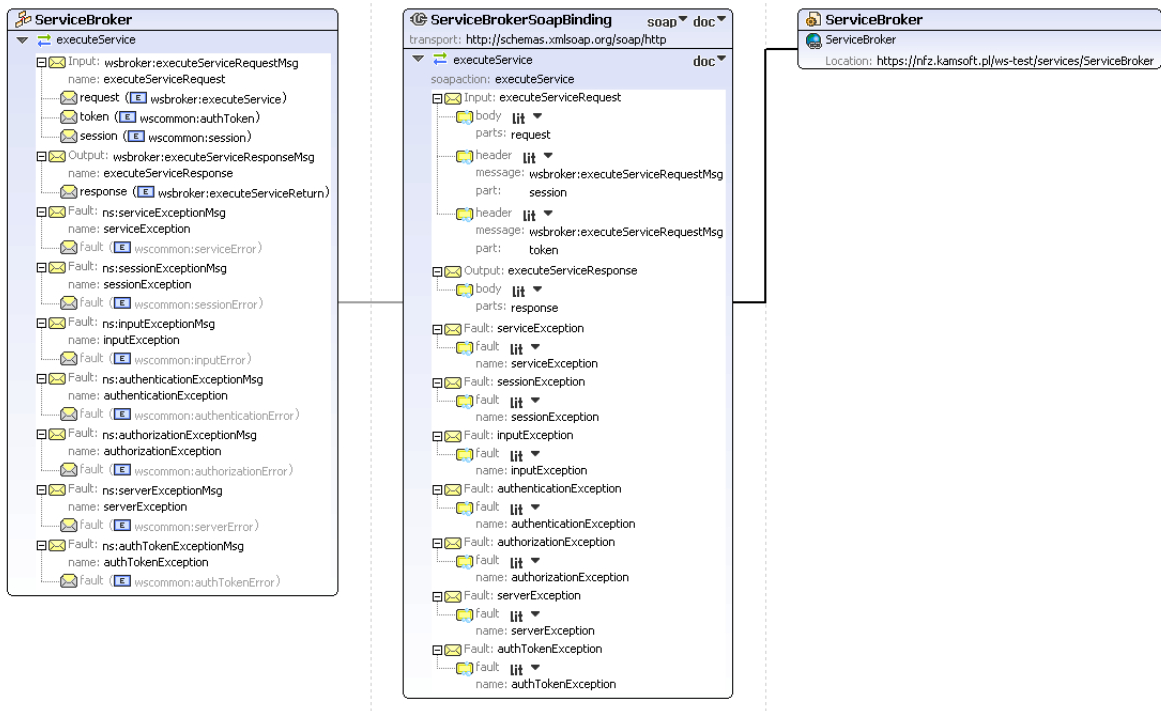 ServiceBroker
executeService
Input: wsbroker:executeServiceRequestMsg
name: executeServiceRequest
request (E wsbroker:executeService)
token (E wscommon:authToken)
session (E wscommon:session)
Output: wsbroker:executeServiceResponseMsg
name: executeServiceResponse
response (E wsbroker:executeServiceReturn)
Fault: ns:serviceExceptionMsg
name: serviceException
fault (E wscommon:serviceError)
Fault: ns:sessionExceptionMsg
name: sessionException
fault (E wscommon:sessionError)
Fault: ns:inputExceptionMsg
name: inputException
fault (E wscommon:inputError)
Fault: ns:authenticationExceptionMsg
name: authenticationException
fault (E wscommon:authenticationError)
Fault: ns:authorizationExceptionMsg
name: authorizationException
fault (E wscommon:authorizationError)
Fault: ns:serverExceptionMsg
name: serverException
fault (E wscommon:serverError)
Fault: ns:authTokenExceptionMsg
name: authTokenException
fault (E wscommon:authTokenError)
ServiceBrokerSoapBinding soap doc
transport: http://schemas.xmlsoap.org/soap/http
executeService doc
soapaction: executeService
Input: executeServiceRequest
body lit
parts: request
header lit
message: wsbroker:executeServiceRequestMsg
part: session
header lit
message: wsbroker:executeServiceRequestMsg
part: token
Output: executeServiceResponse
body lit
parts: response
Fault: serviceException
fault lit
name: serviceException
Fault: sessionException
fault lit
name: sessionException
Fault: inputException
fault lit
name: inputException
Fault: authenticationException
fault lit
name: authenticationException
Fault: authorizationException
fault lit
name: authorizationException
Fault: serverException
fault lit
name: serverException
Fault: authTokenException
fault lit
name: authTokenException
ServiceBroker
ServiceBroker
Location: https://nfz.kamsoft.pl/ws-test/services/ServiceBroker